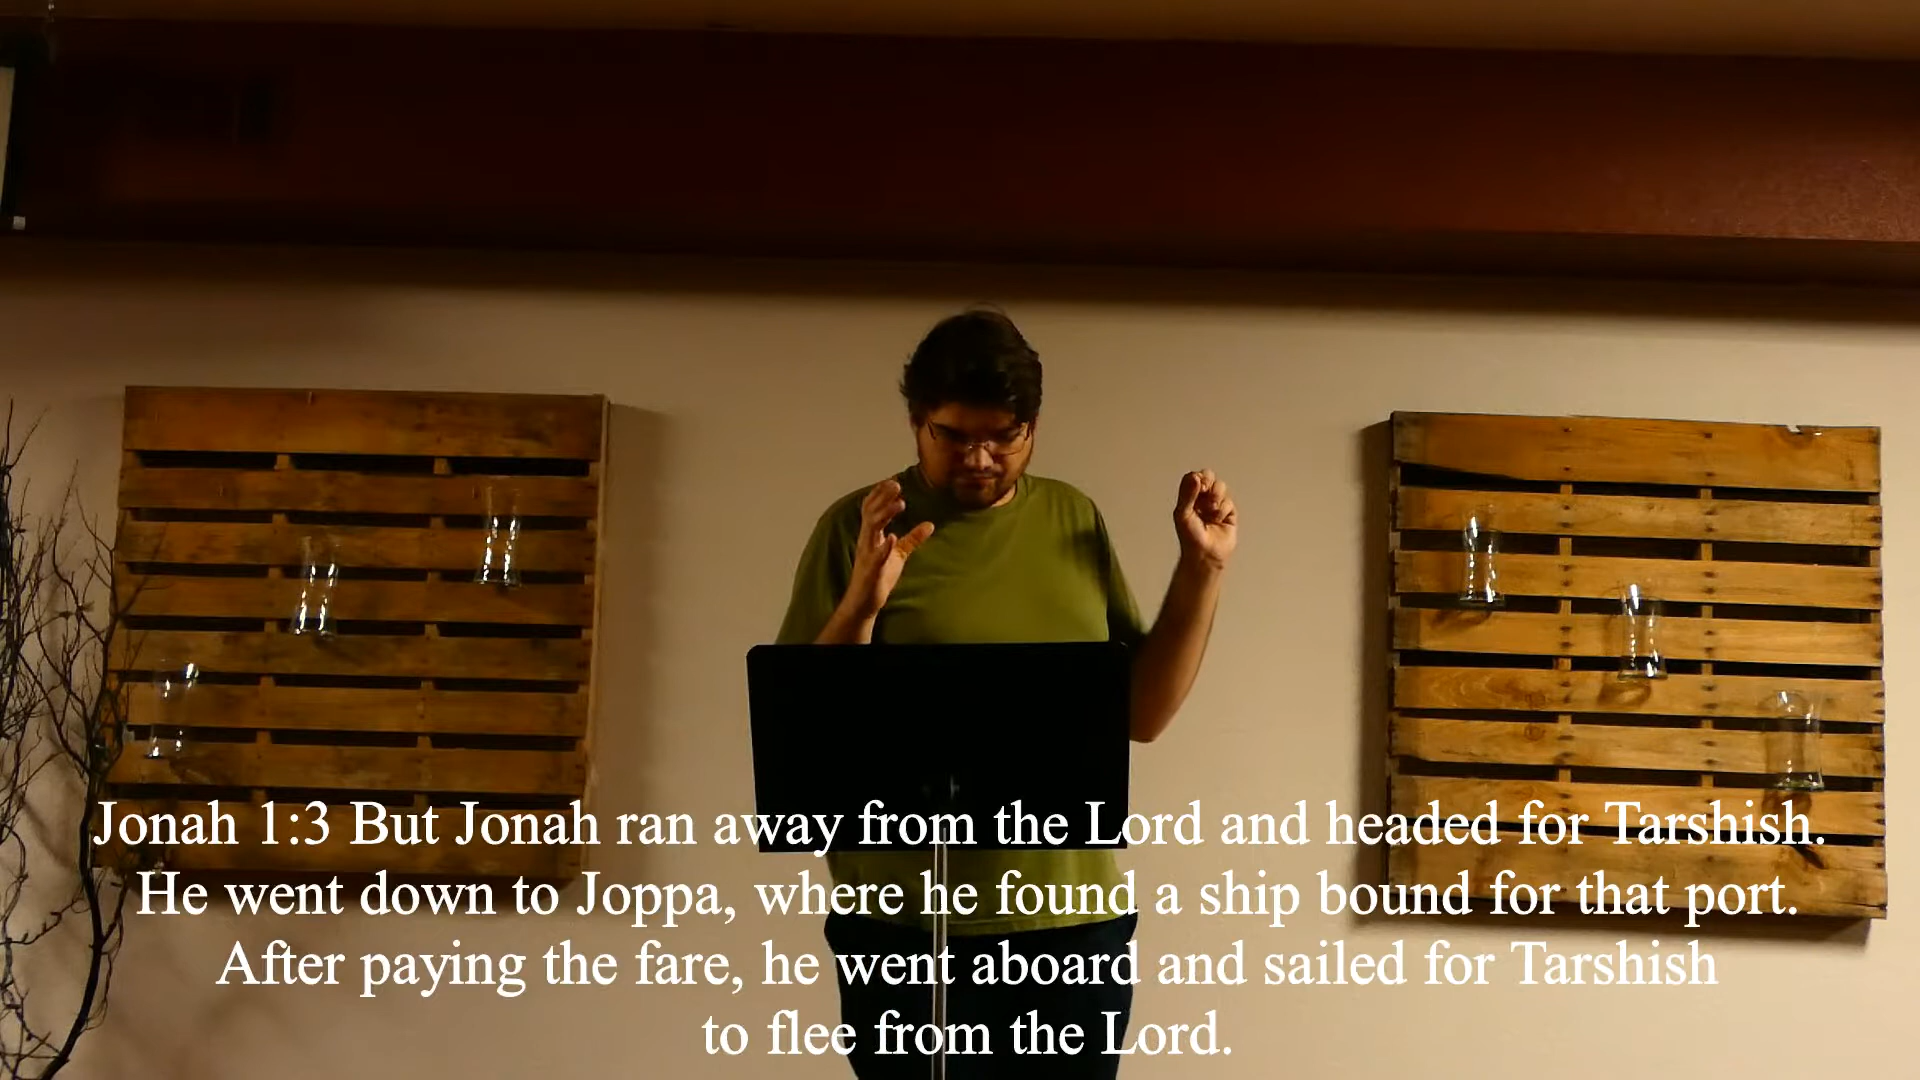 Jonah 1:3 But Jonah ran away from the Lord and headed for Tarshish.
He went down to Joppa, where he found a ship bound for that port.
After paying the fare, he went aboard and sailed for Tarshish
to flee from the Lord.